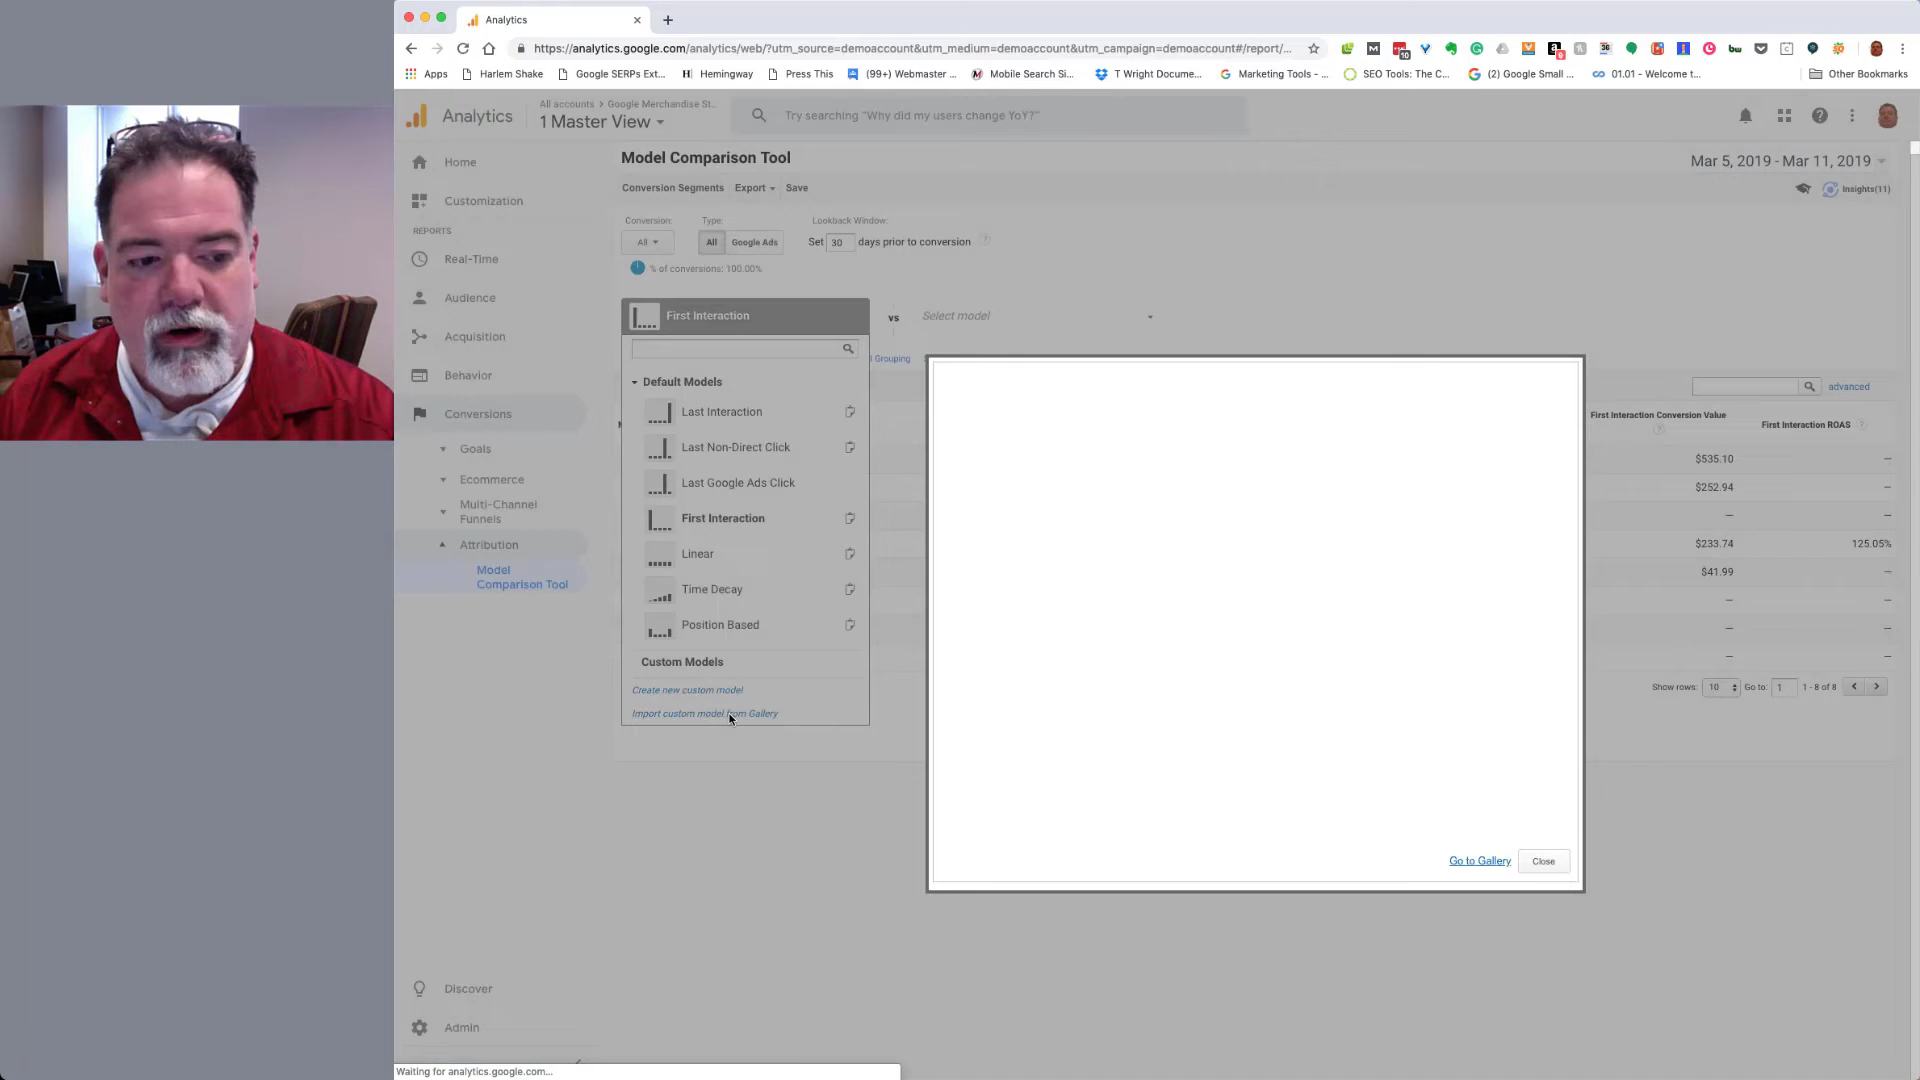 Analytics
https://analytics.google.com/analytics/web/?utm_source=demoaccount&utm_medium=demoaccount&utm_campaign=demoaccount#/report/...
Apps
Harlem Shake
Google SERPs Ext...
Hemingway
Press This
(99+) Webmaster ...
Mobile Search Si...
T Wright Docume...
Marketing Tools - ...
SEO Tools: The C...
(2) Google Small ...
01.01 - Welcome t...
Other Bookmarks
Analytics
All accounts > Google Merchandise St..
1 Master View
Try searching "Why did my users change YoY?"
Home
Customization
REPORTS
Real-Time
Audience
Acquisition
Behavior
Conversions
Goals
Ecommerce
Multi-Channel
Funnels
Attribution
Model
Comparison Tool
Discover
Admin
Model Comparison Tool
Mar 5, 2019 - Mar 11, 2019
Conversion Segments Export Save
Insights(11)
Conversion: Type: Lookback Window:
All All Google Ads Set 30 days prior to conversion
% of conversions: 100.00%
First Interaction
vs
Select model
Grouping
Default Models
Last Interaction
Last Non-Direct Click
Last Google Ads Click
First Interaction
Linear
Time Decay
Position Based
Custom Models
Create new custom model
Import custom model from Gallery
advanced
First Interaction Conversion Value
First Interaction ROAS
$535.10 —
$252.94 —
— —
$233.74 125.05%
$41.99 —
— —
— —
— —
Show rows: 10 Go to: 1 1 - 8 of 8
Go to Gallery Close
Waiting for analytics.google.com...